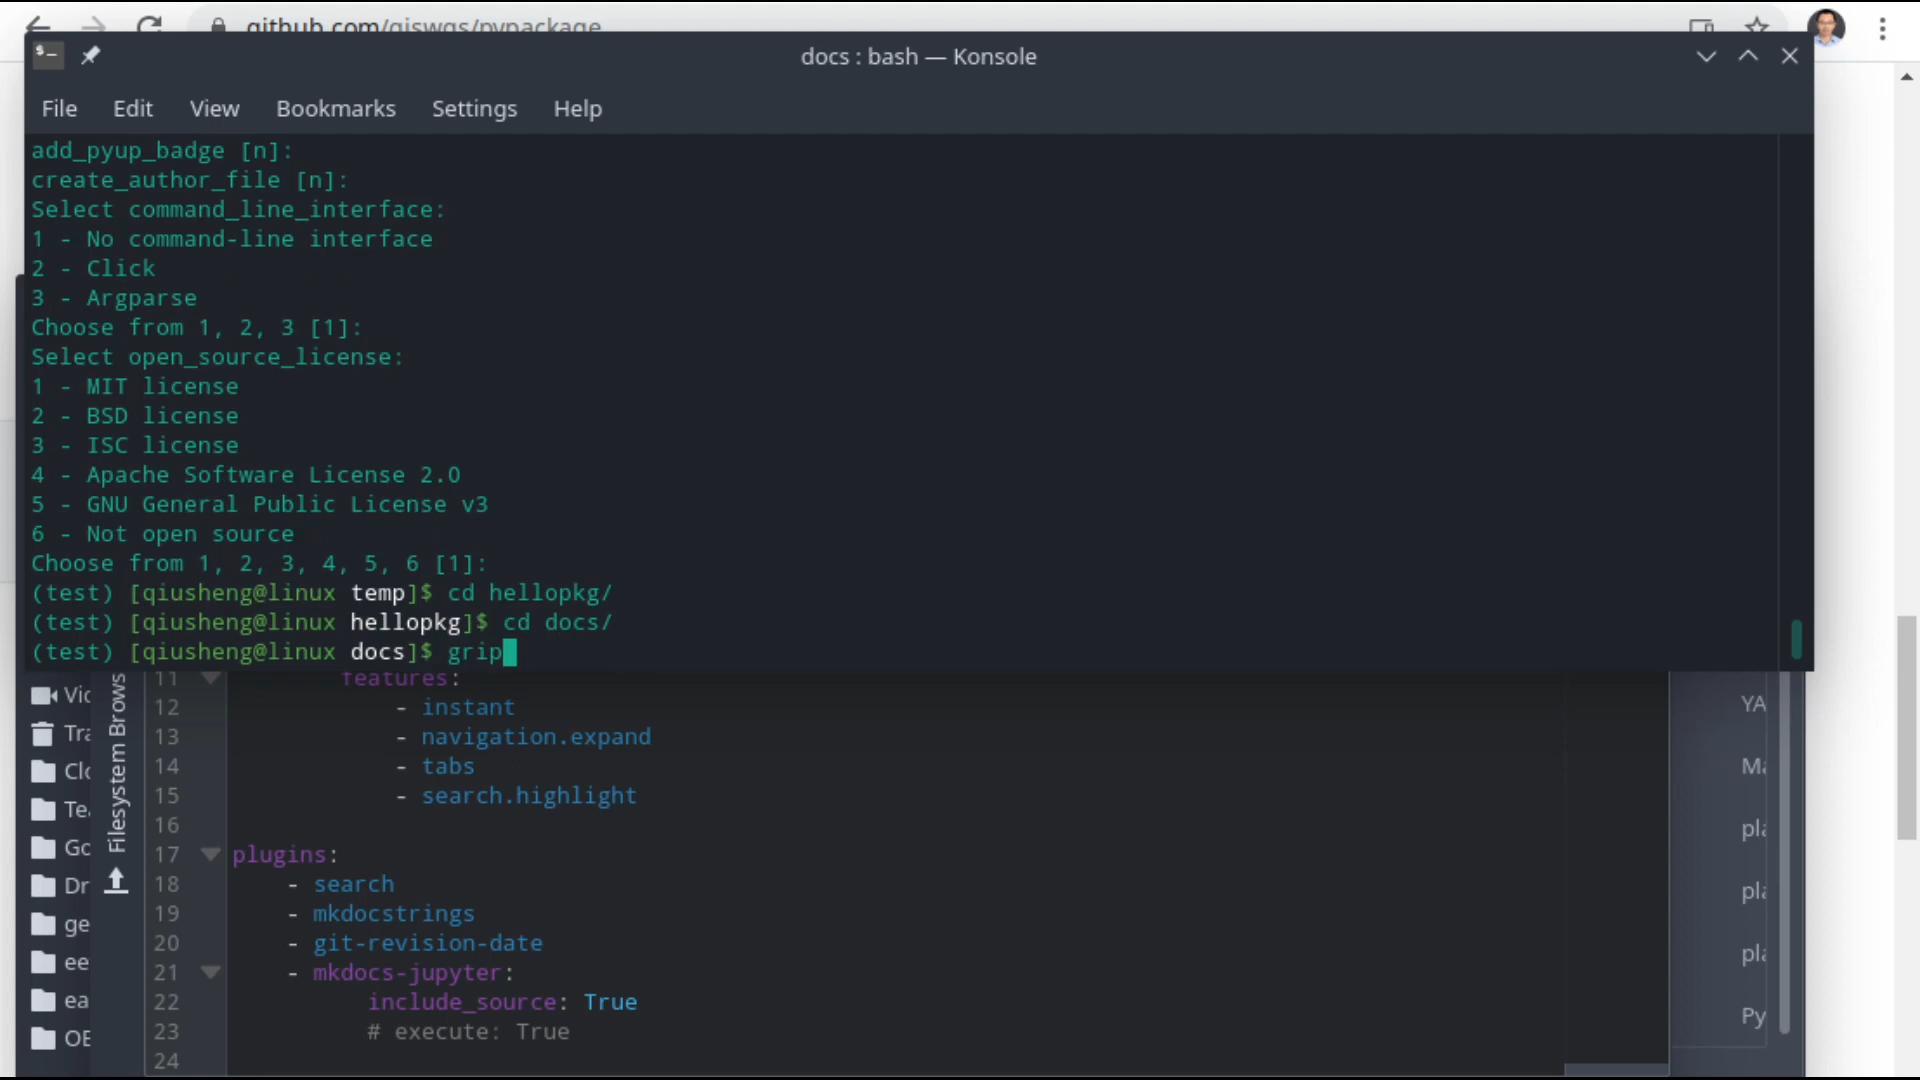 github.com/giswqs/pypackage
docs : bash — Konsole
File Edit View Bookmarks Settings Help
add_pyup_badge [n]:
create_author_file [n]:
Select command_line_interface:
1 - No command-line interface
2 - Click
3 - Argparse
Choose from 1, 2, 3 [1]:
Select open_source_license:
1 - MIT license
2 - BSD license
3 - ISC license
4 - Apache Software License 2.0
5 - GNU General Public License v3
6 - Not open source
Choose from 1, 2, 3, 4, 5, 6 [1]:
(test) [qiusheng@linux temp]$ cd hellopkg/
(test) [qiusheng@linux hellopkg]$ cd docs/
(test) [qiusheng@linux docs]$ grip
11 features:
12 - instant
13 - navigation.expand
14 - tabs
15 - search.highlight
16
17 plugins:
18 - search
19 - mkdocstrings
20 - git-revision-date
21 - mkdocs-jupyter:
22 include_source: True
23 # execute: True
24
Filesystem Brows
Vid
Tra
Clo
Te
Go
Dr
ge
ee
ea
OE
YA
Ma
pla
pla
pla
Py